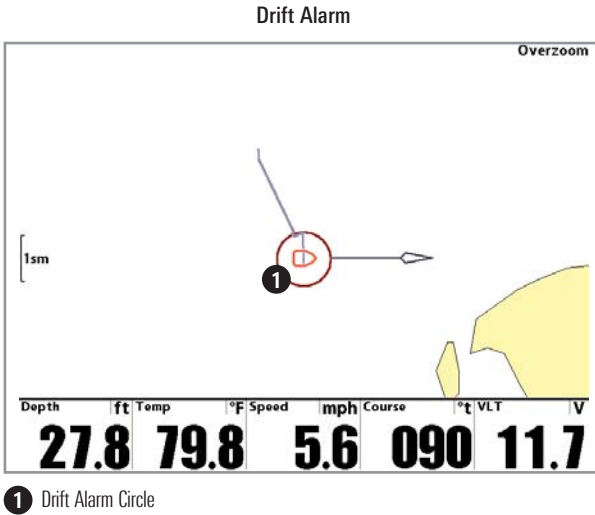 Drift Alarm
Overzoom
1sm
1
Depth ft Temp °F Speed mph Course °t VLT V
27.8 79.8 5.6 090 11.7
1 Drift Alarm Circle